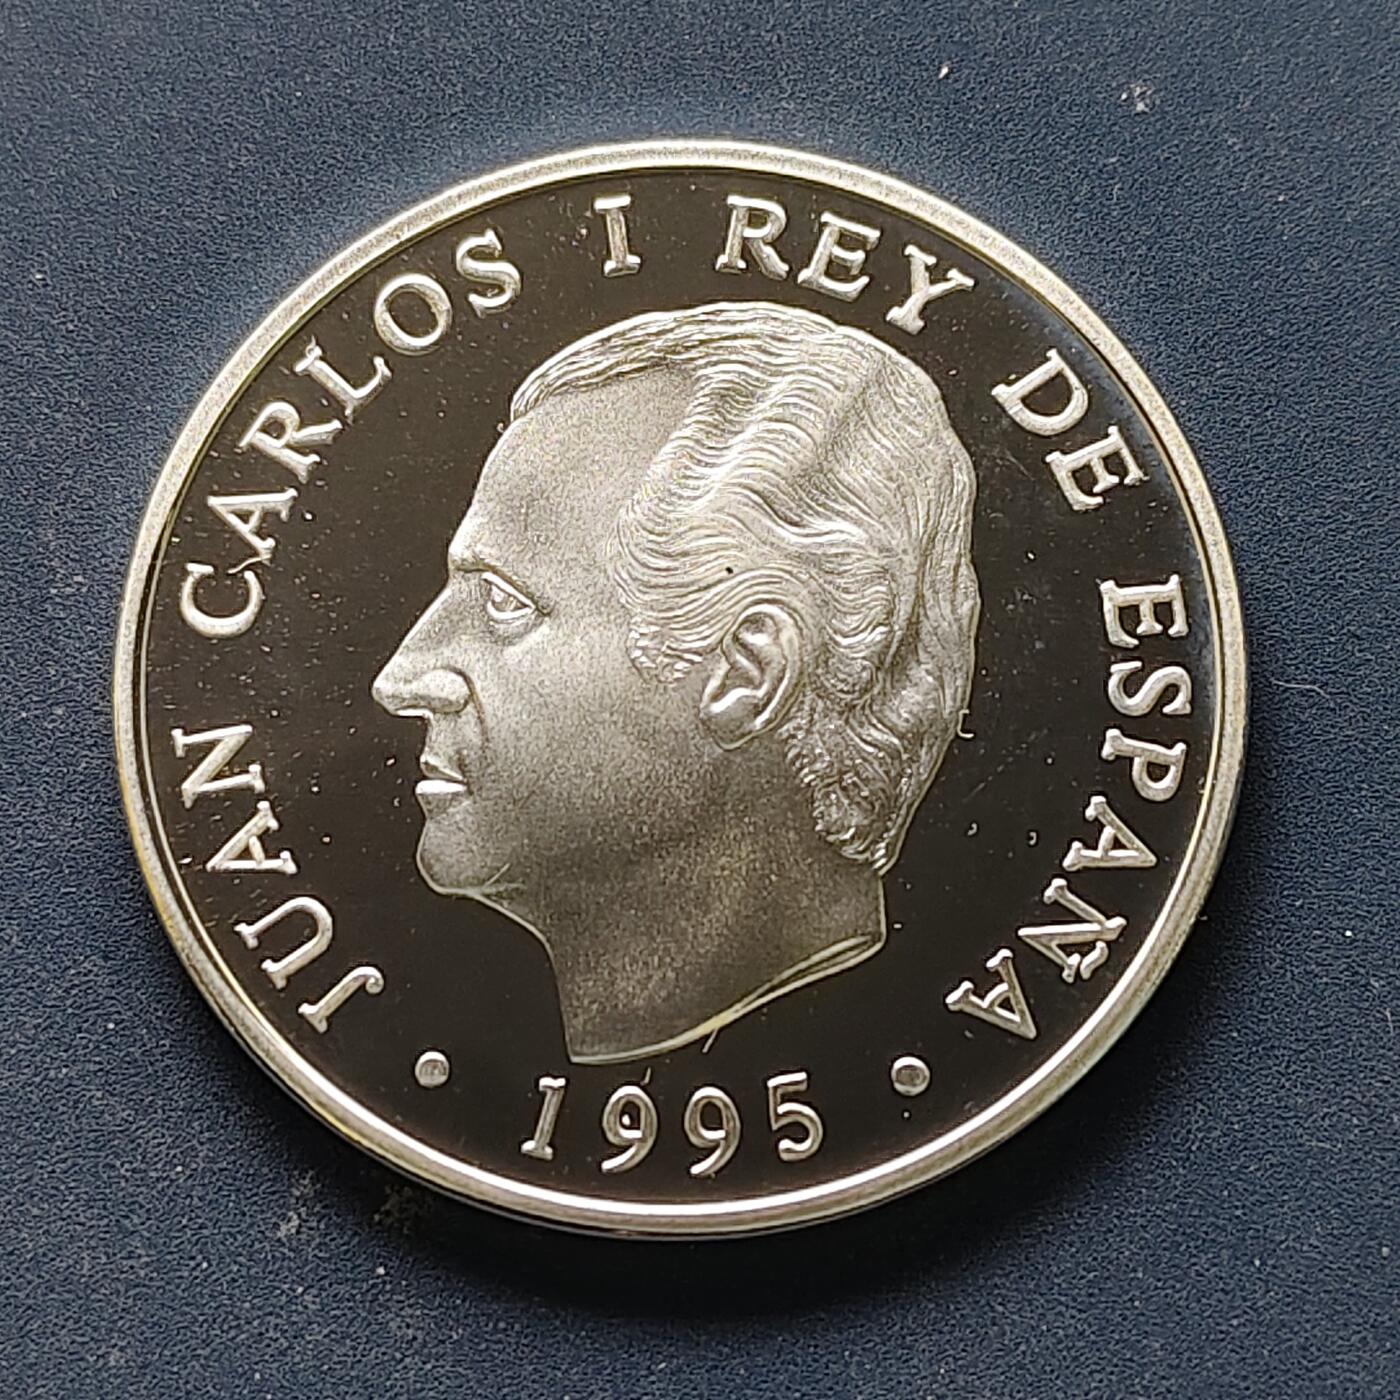 JUAN CARLOS I REY DE ESPAÑA
• 1995 •